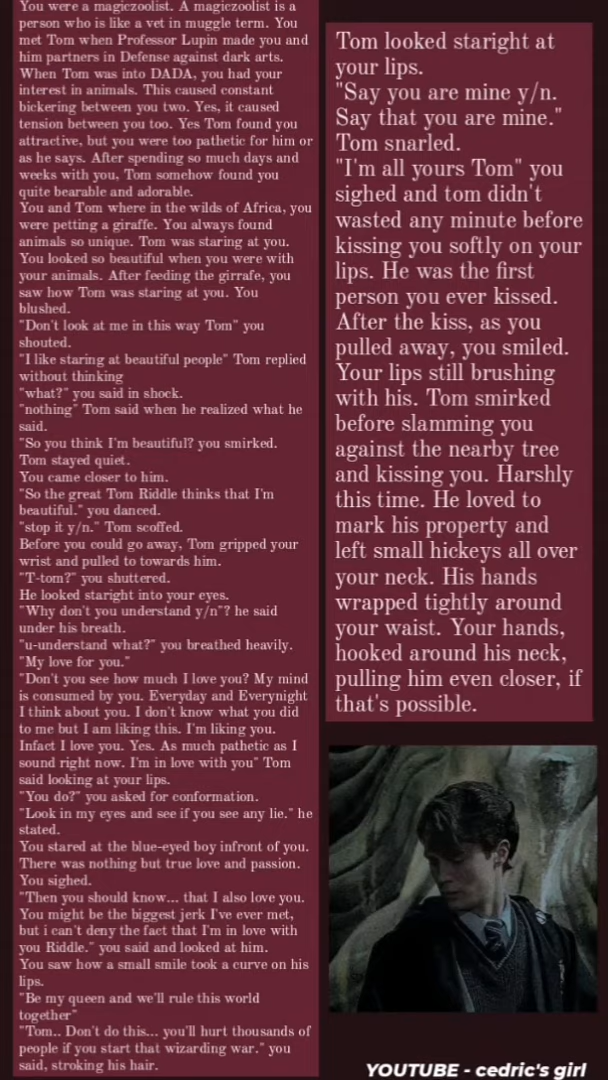 You were a magiczoolist. A magiczoolist is a
person who is like a vet in muggle term. You
met Tom when Professor Lupin made you and
him partners in Defense against dark arts.
When Tom was into DADA, you had your
interest in animals. This caused constant
bickering between you two. Yes, it caused
tension between you too. Yes Tom found you
attractive, but you were too pathetic for him or
as he says. After spending so much days and
weeks with you, Tom somehow found you
quite bearable and adorable.
You and Tom where in the wilds of Africa, you
were petting a giraffe. You always found
animals so unique. Tom was staring at you.
You looked so beautiful when you were with
your animals. After feeding the girrafe, you
saw how Tom was staring at you. You
blushed.
"Don't look at me in this way Tom" you
shouted.
"I like staring at beautiful people" Tom replied
without thinking
"what?" you said in shock.
"nothing" Tom said when he realized what he
said.
"So you think I'm beautiful? you smirked.
Tom stayed quiet.
You came closer to him.
"So the great Tom Riddle thinks that I'm
beautiful." you danced.
"stop it y/n." Tom scoffed.
Before you could go away, Tom gripped your
wrist and pulled to towards him.
"T-tom?" you shuttered.
He looked staright into your eyes.
"Why don't you understand y/n"? he said
under his breath.
"u-understand what?" you breathed heavily.
"My love for you."
"Don't you see how much I love you? My mind
is consumed by you. Everyday and Everynight
I think about you. I don't know what you did
to me but I am liking this. I'm liking you.
Infact I love you. Yes. As much pathetic as I
sound right now. I'm in love with you" Tom
said looking at your lips.
"You do?" you asked for conformation.
"Look in my eyes and see if you see any lie." he
stated.
You stared at the blue-eyed boy infront of you.
There was nothing but true love and passion.
You sighed.
"Then you should know... that I also love you.
You might be the biggest jerk I've ever met,
but i can't deny the fact that I'm in love with
you Riddle." you said and looked at him.
You saw how a small smile took a curve on his
lips.
"Be my queen and we'll rule this world
together"
"Tom.. Don't do this... you'll hurt thousands of
people if you start that wizarding war." you
said, stroking his hair.
Tom looked staright at
your lips.
"Say you are mine y/n.
Say that you are mine."
Tom snarled.
"I'm all yours Tom" you
sighed and tom didn't
wasted any minute before
kissing you softly on your
lips. He was the first
person you ever kissed.
After the kiss, as you
pulled away, you smiled.
Your lips still brushing
with his. Tom smirked
before slamming you
against the nearby tree
and kissing you. Harshly
this time. He loved to
mark his property and
left small hickeys all over
your neck. His hands
wrapped tightly around
your waist. Your hands,
hooked around his neck,
pulling him even closer, if
that's possible.
YOUTUBE - cedric's girl